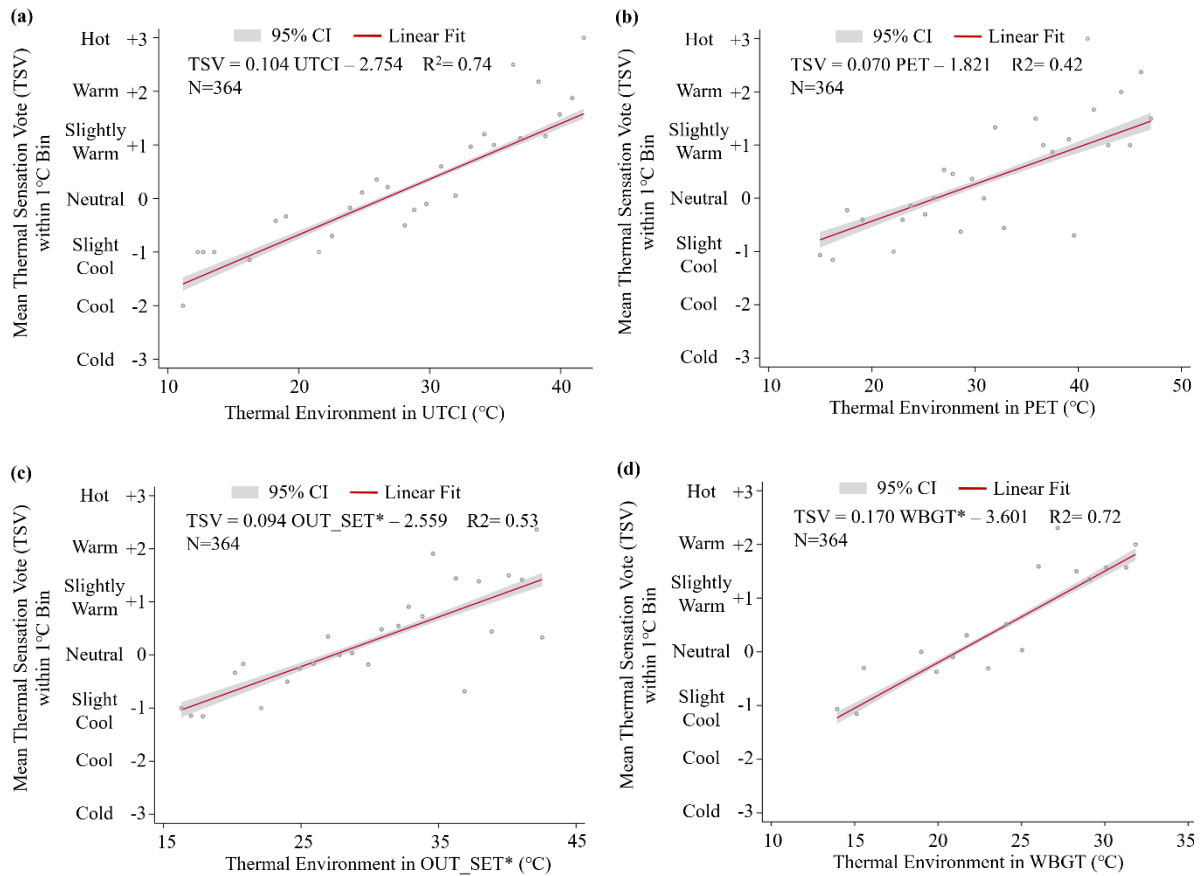 (a)
95% CI
Linear Fit
TSV = 0.104 UTCI – 2.754 R²= 0.74
N=364
Mean Thermal Sensation Vote (TSV)
within 1°C Bin
Hot +3
Warm +2
Slightly
Warm +1
Neutral 0
Slight
Cool -1
Cool -2
Cold -3
10 20 30 40
Thermal Environment in UTCI (°C)
(b)
95% CI
Linear Fit
TSV = 0.070 PET – 1.821 R2= 0.42
N=364
Mean Thermal Sensation Vote (TSV)
within 1°C Bin
Hot +3
Warm +2
Slightly
Warm +1
Neutral 0
Slight
Cool -1
Cool -2
Cold -3
10 20 30 40 50
Thermal Environment in PET (°C)
(c)
95% CI
Linear Fit
TSV = 0.094 OUT_SET* – 2.559 R2= 0.53
N=364
Mean Thermal Sensation Vote (TSV)
within 1°C Bin
Hot +3
Warm +2
Slightly
Warm +1
Neutral 0
Slight
Cool -1
Cool -2
Cold -3
15 25 35 45
Thermal Environment in OUT_SET* (°C)
(d)
95% CI
Linear Fit
TSV = 0.170 WBGT* – 3.601 R2= 0.72
N=364
Mean Thermal Sensation Vote (TSV)
within 1°C Bin
Hot +3
Warm +2
Slightly
Warm +1
Neutral 0
Slight
Cool -1
Cool -2
Cold -3
10 15 20 25 30 35
Thermal Environment in WBGT (°C)